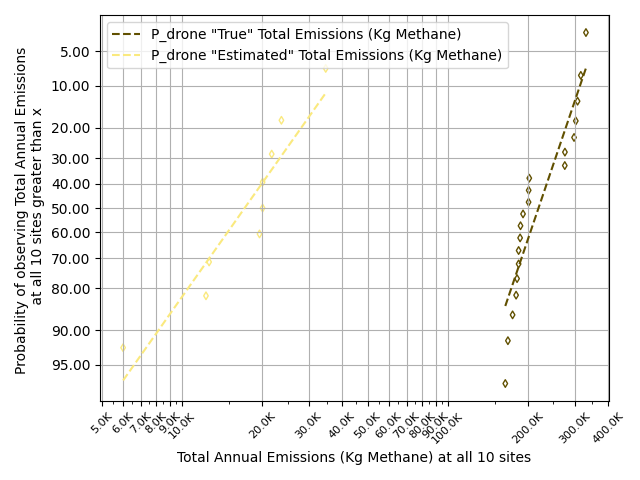 P_drone "True" Total Emissions (Kg Methane)
P_drone "Estimated" Total Emissions (Kg Methane)
Probability of observing Total Annual Emissions
at all 10 sites greater than x
5.00
10.00
20.00
30.00
40.00
50.00
60.00
70.00
80.00
90.00
95.00
5.0K
6.0K
7.0K
8.0K
9.0K
10.0K
20.0K
30.0K
40.0K
50.0K
60.0K
70.0K
80.0K
90.0K
100.0K
200.0K
300.0K
400.0K
Total Annual Emissions (Kg Methane) at all 10 sites